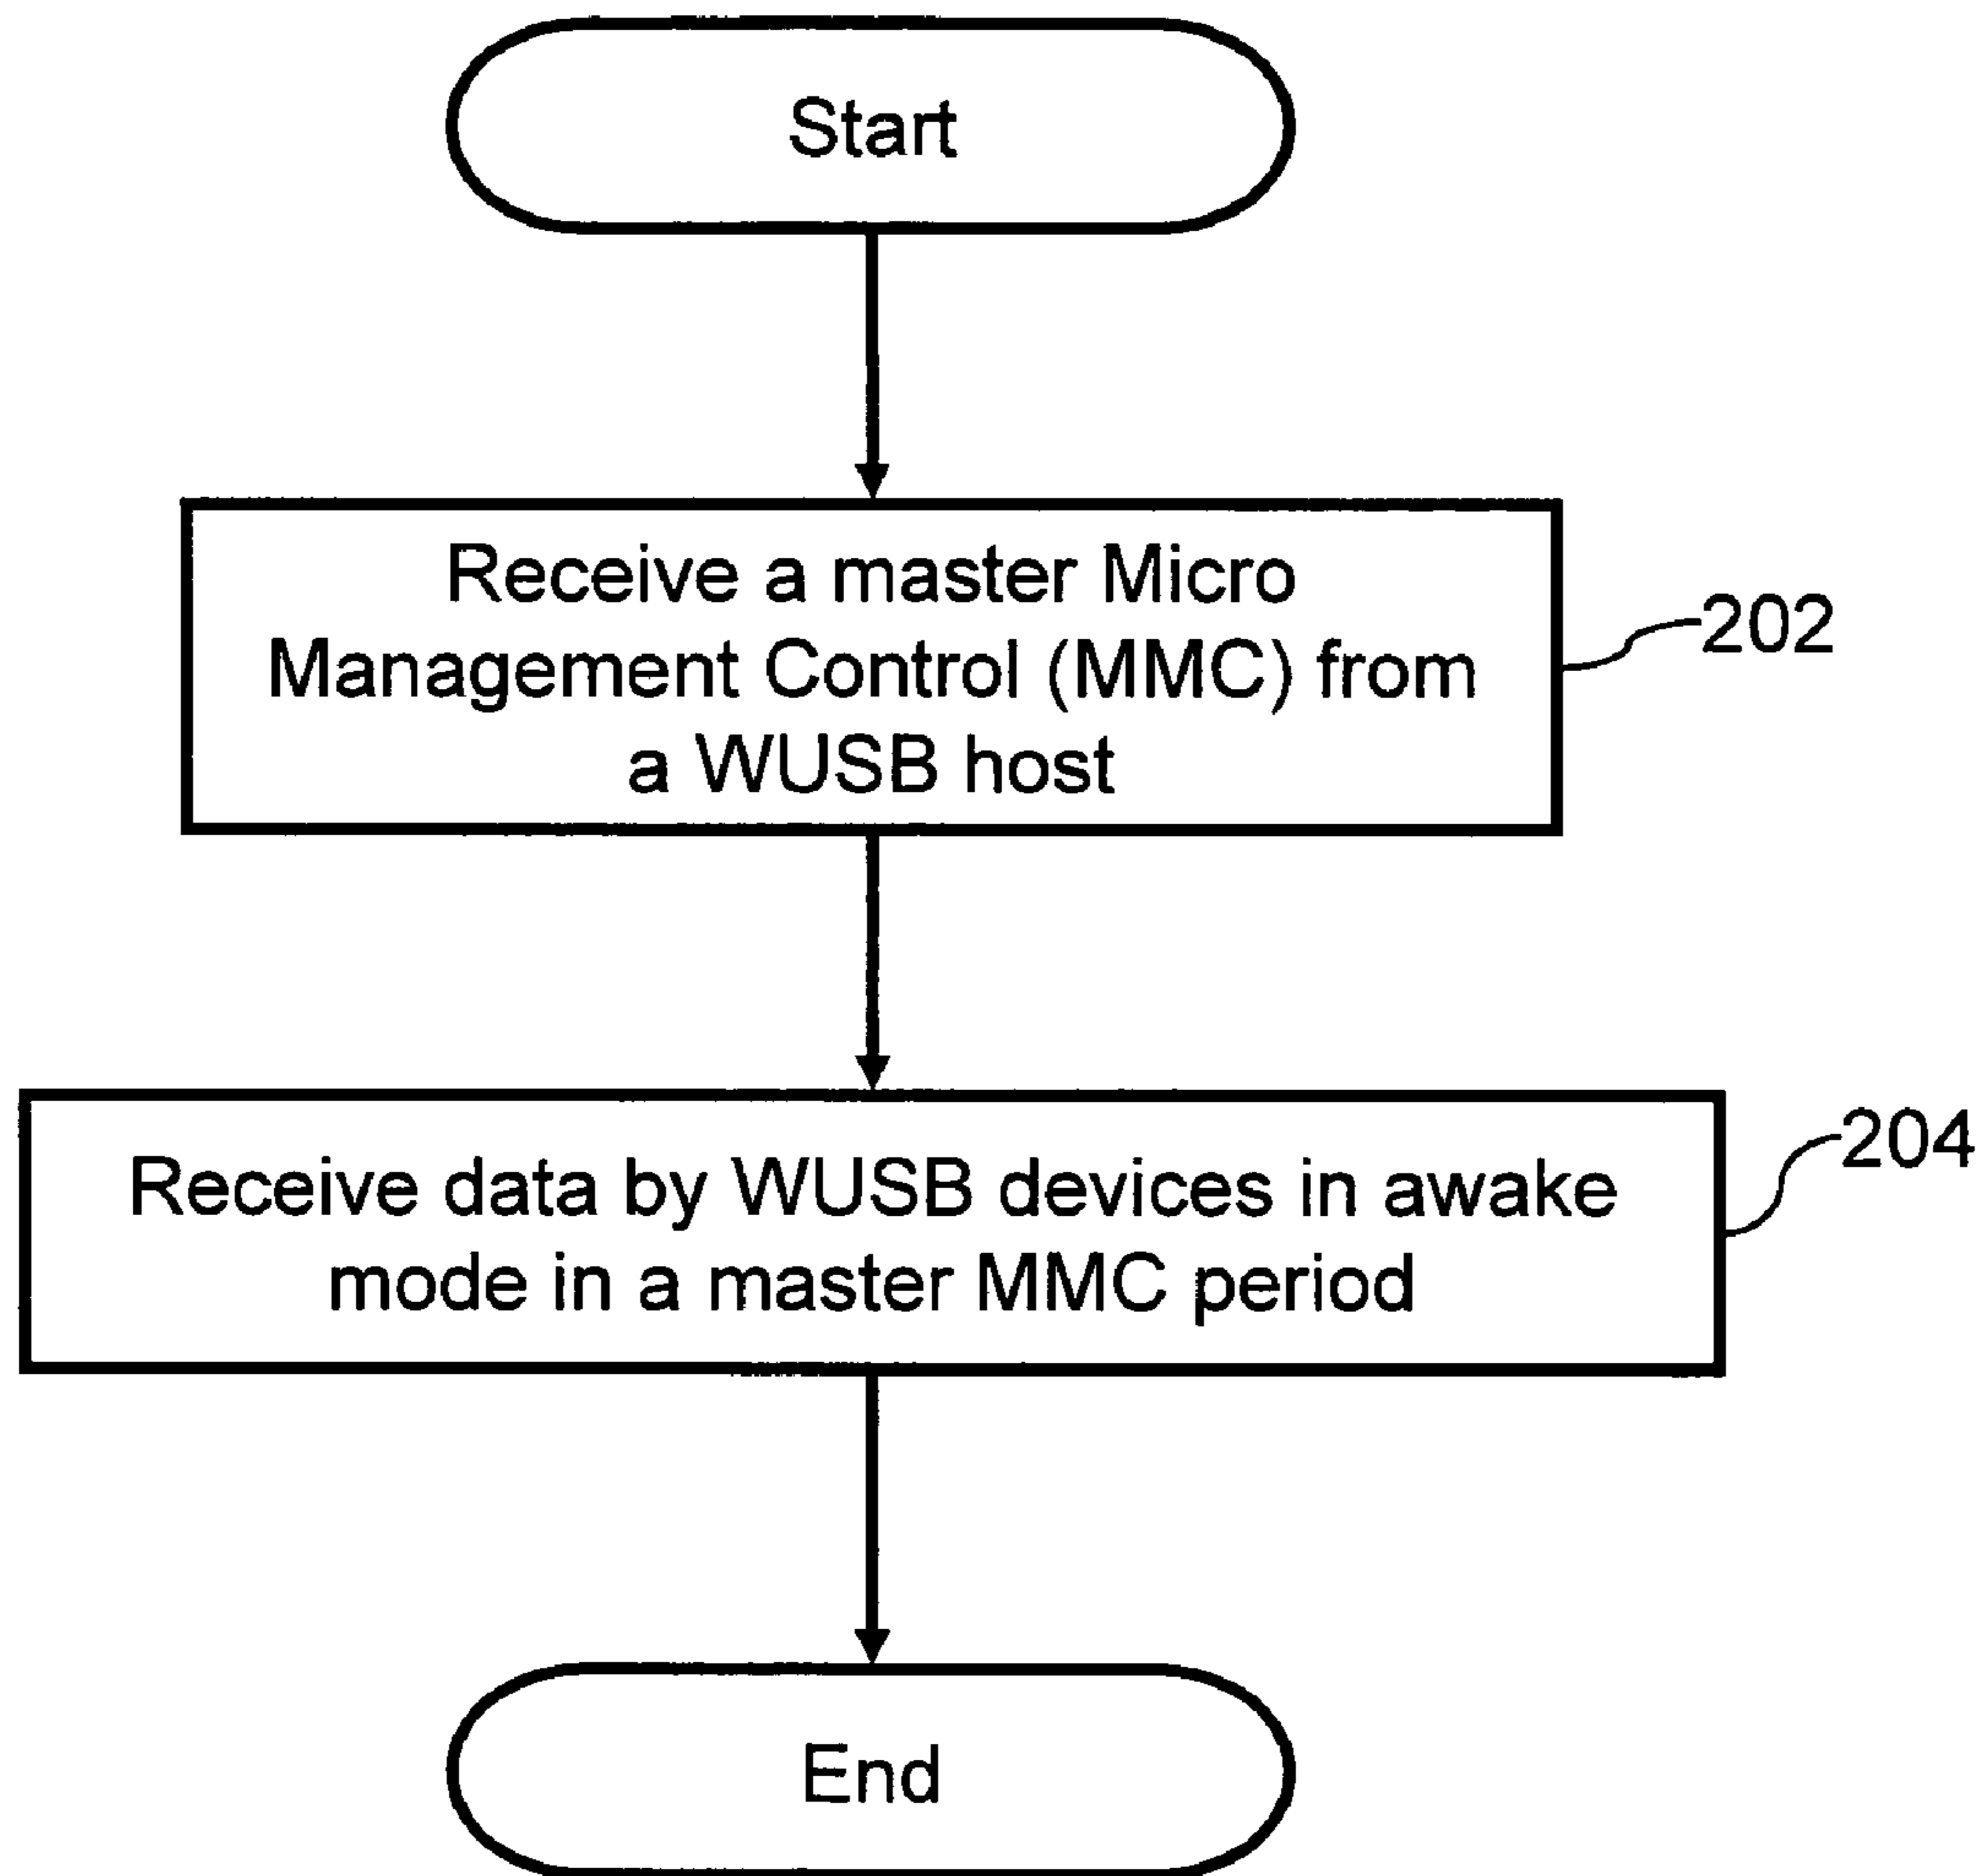 Start
Receive a master Micro
Management Control (MMC) from
a WUSB host
202
Receive data by WUSB devices in awake
mode in a master MMC period
204
End